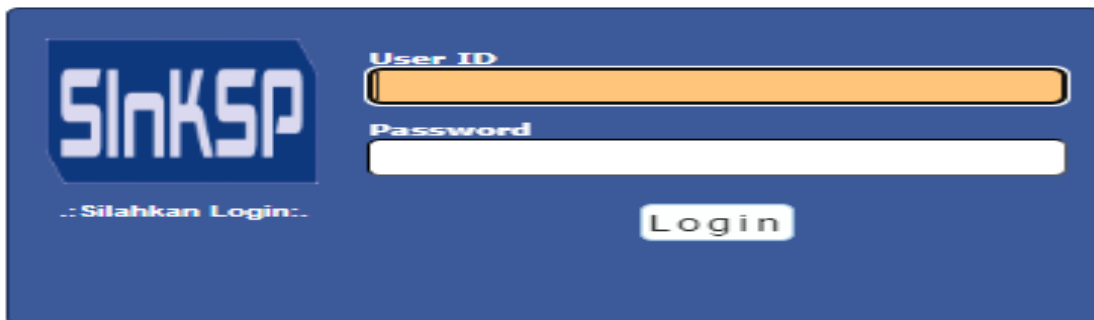 SInKSP
.:Silahkan Login:.
User ID
Password
Login